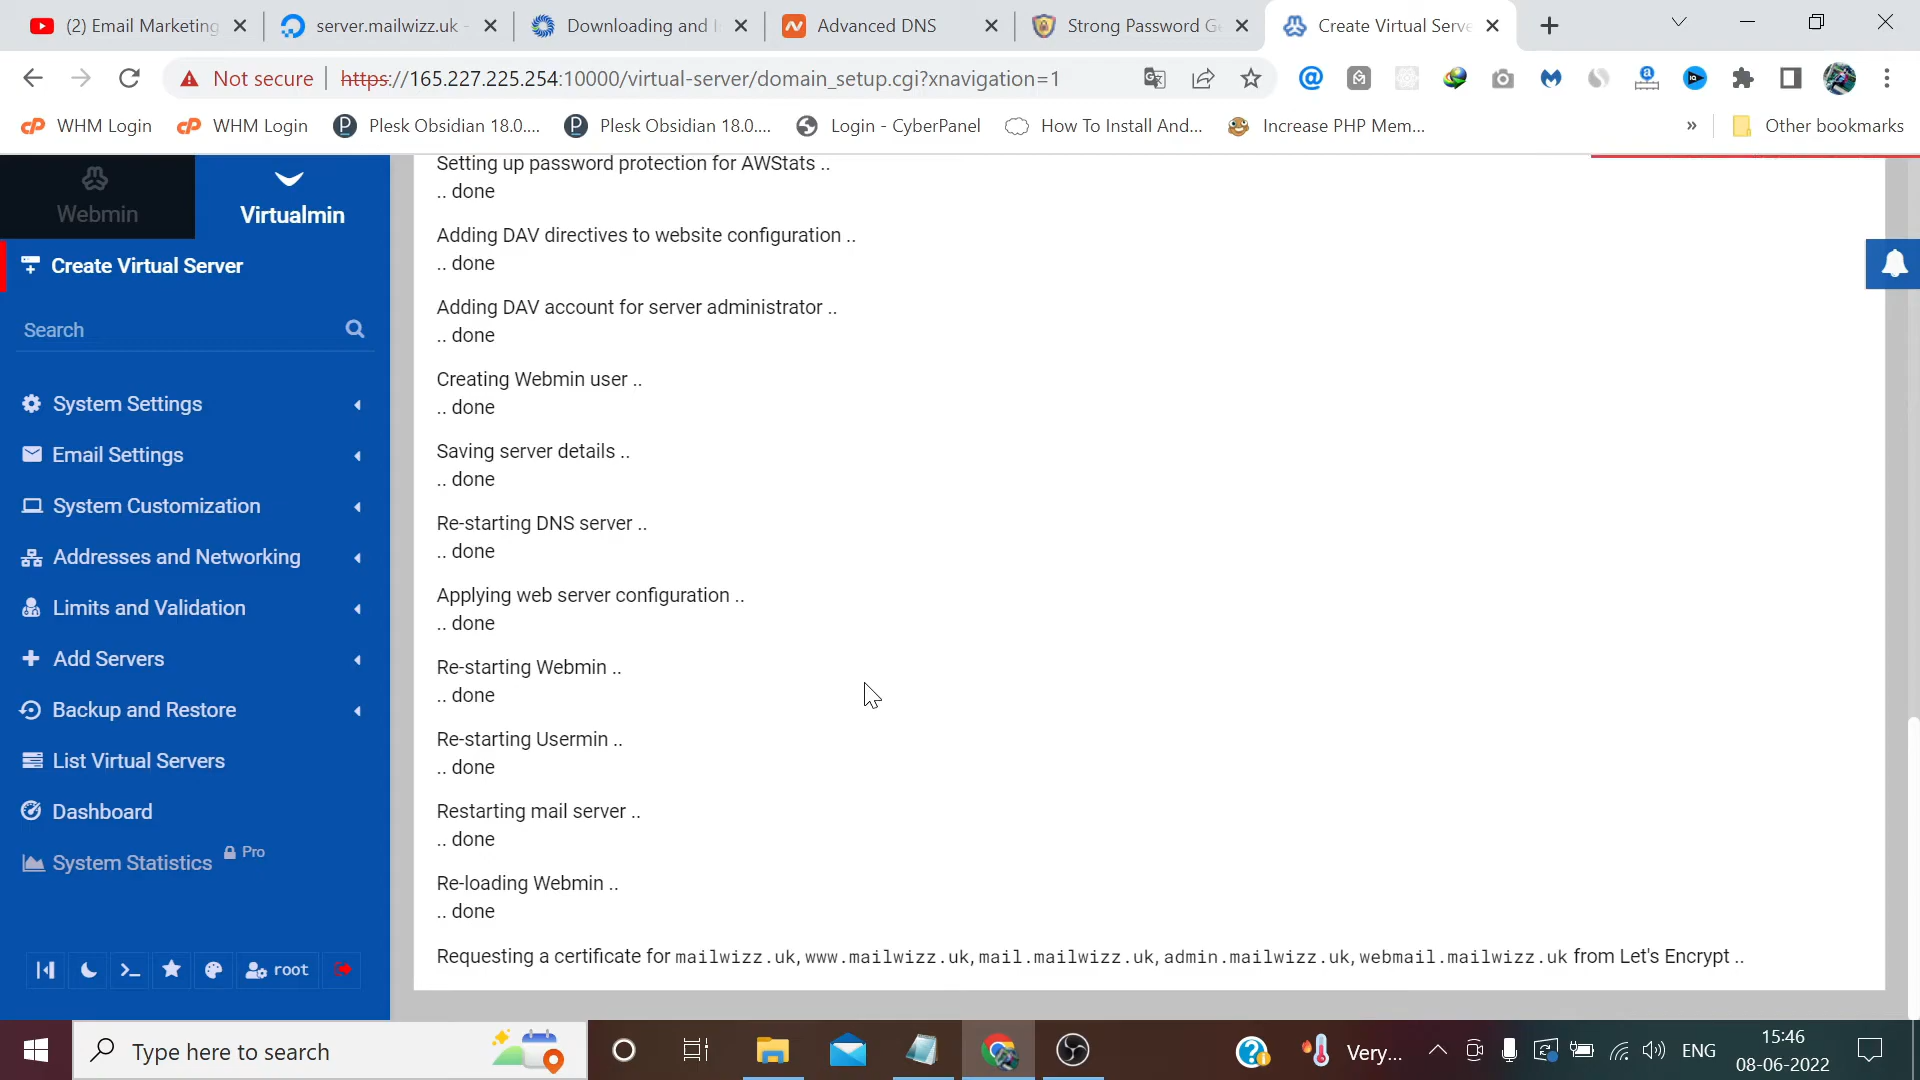 (2) Email Marketing
server.mailwizz.uk -
Downloading and I
Advanced DNS
Strong Password Ge
Create Virtual Serve
Not secure
https://165.227.225.254:10000/virtual-server/domain_setup.cgi?xnavigation=1
WHM Login
WHM Login
Plesk Obsidian 18.0....
Plesk Obsidian 18.0....
Login - CyberPanel
How To Install And...
Increase PHP Mem...
»
Other bookmarks
Webmin
Virtualmin
Create Virtual Server
Search
System Settings
Email Settings
System Customization
Addresses and Networking
Limits and Validation
Add Servers
Backup and Restore
List Virtual Servers
Dashboard
System Statistics Pro
root
Setting up password protection for AWStats ..
.. done
Adding DAV directives to website configuration ..
.. done
Adding DAV account for server administrator ..
.. done
Creating Webmin user ..
.. done
Saving server details ..
.. done
Re-starting DNS server ..
.. done
Applying web server configuration ..
.. done
Re-starting Webmin ..
.. done
Re-starting Usermin ..
.. done
Restarting mail server ..
.. done
Re-loading Webmin ..
.. done
Requesting a certificate for mailwizz.uk, www.mailwizz.uk, mail.mailwizz.uk, admin.mailwizz.uk, webmail.mailwizz.uk from Let's Encrypt ..
Type here to search
Very...
ENG
15:46
08-06-2022